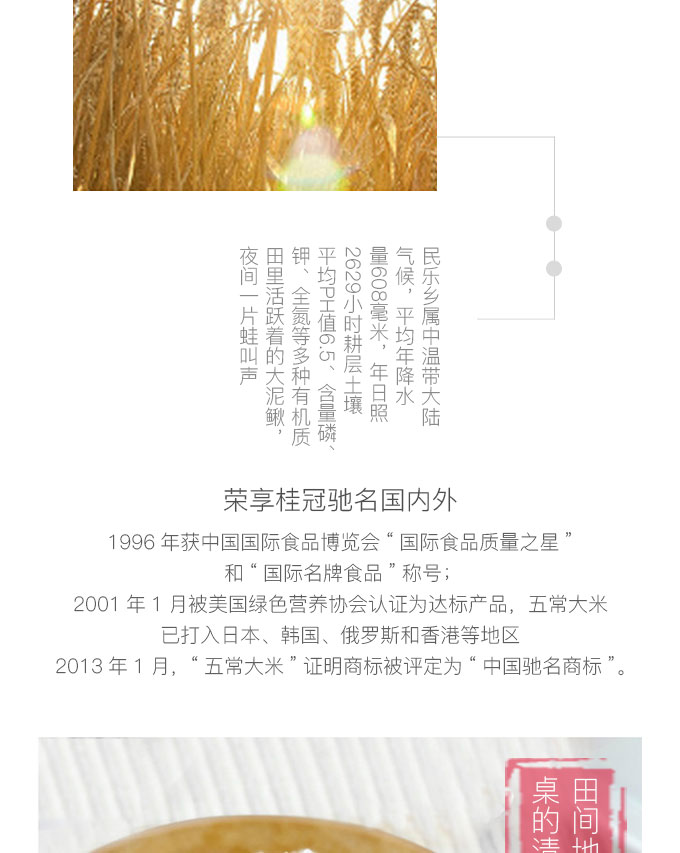 民乐乡属中温带大陆
气候，平均年降水
量608毫米，年日照
2629小时耕层土壤
平均PH值6.5、含量磷、
钾、全氮等多种有机质
田里活跃着的大泥鳅，
夜间一片蛙叫声
荣享桂冠驰名国内外
1996 年获中国国际食品博览会 “ 国际食品质量之星 ”
和 “ 国际名牌食品 ” 称号；
2001 年 1 月被美国绿色营养协会认证为达标产品，五常大米
已打入日本、韩国、俄罗斯和香港等地区
2013 年 1 月，“ 五常大米 ” 证明商标被评定为 “ 中国驰名商标 ”。
田间地
桌的清